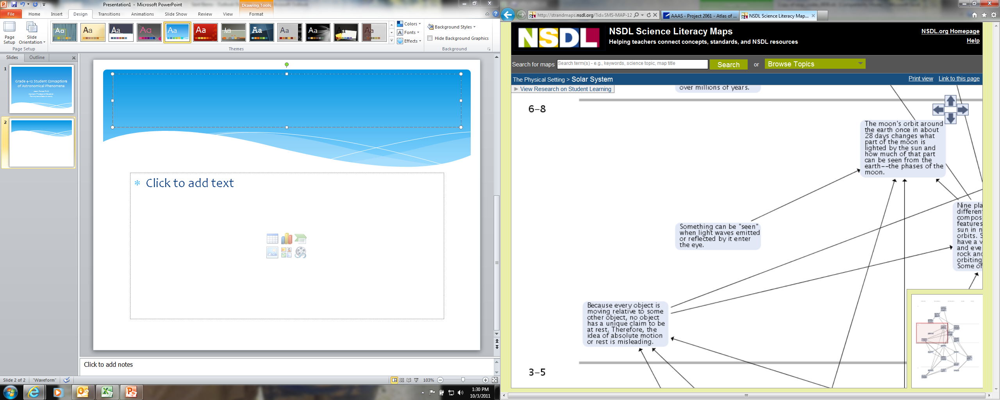 Presentation1 - Microsoft PowerPoint
Drawing Tools
File Home Insert Design Transitions Animations Slide Show Review View Format
Aa Aa Aa Aa Aa Aa Aa Aa Aa Aa Aa Aa
Page Setup
Slide Orientation
Colors
Fonts
Effects
Background Styles
Hide Background Graphics
Page Setup
Themes
Background
Slides Outline
1
Grade 4-12 Student Conceptions
of Astronomical Phenomena
Assistant Professor of Education
Pennsylvania State University
2
Click to add text
Click to add notes
Slide 2 of 2 "Waveform" 103%
1:30 PM
10/3/2011
http://strandmaps.nsdl.org/?id=SMS-MAP-12
AAAS - Project 2061 - Atlas of ...
NSDL Science Literacy Map...
NSDL
NSDL Science Literacy Maps
Helping teachers connect concepts, standards, and NSDL resources
NSDL.org Homepage
Help
Search for maps
Search term(s) - e.g., keywords, science topic, map title
Search or Browse Topics
The Physical Setting > Solar System
Print view Link to this page
View Research on Student Learning
over millions of years.
6-8
The moon's orbit around
the earth once in about
28 days changes what
part of the moon is
lighted by the sun and
how much of that part
can be seen from the
earth--the phases of the
moon.
Something can be "seen"
when light waves emitted
or reflected by it enter
the eye.
Nine pla
different
compos
features
sun in n
orbits. S
have a v
and eve
rock and
orbiting
Some of
Because every object is
moving relative to some
other object, no object
has a unique claim to be
at rest. Therefore, the
idea of absolute motion
or rest is misleading.
3-5